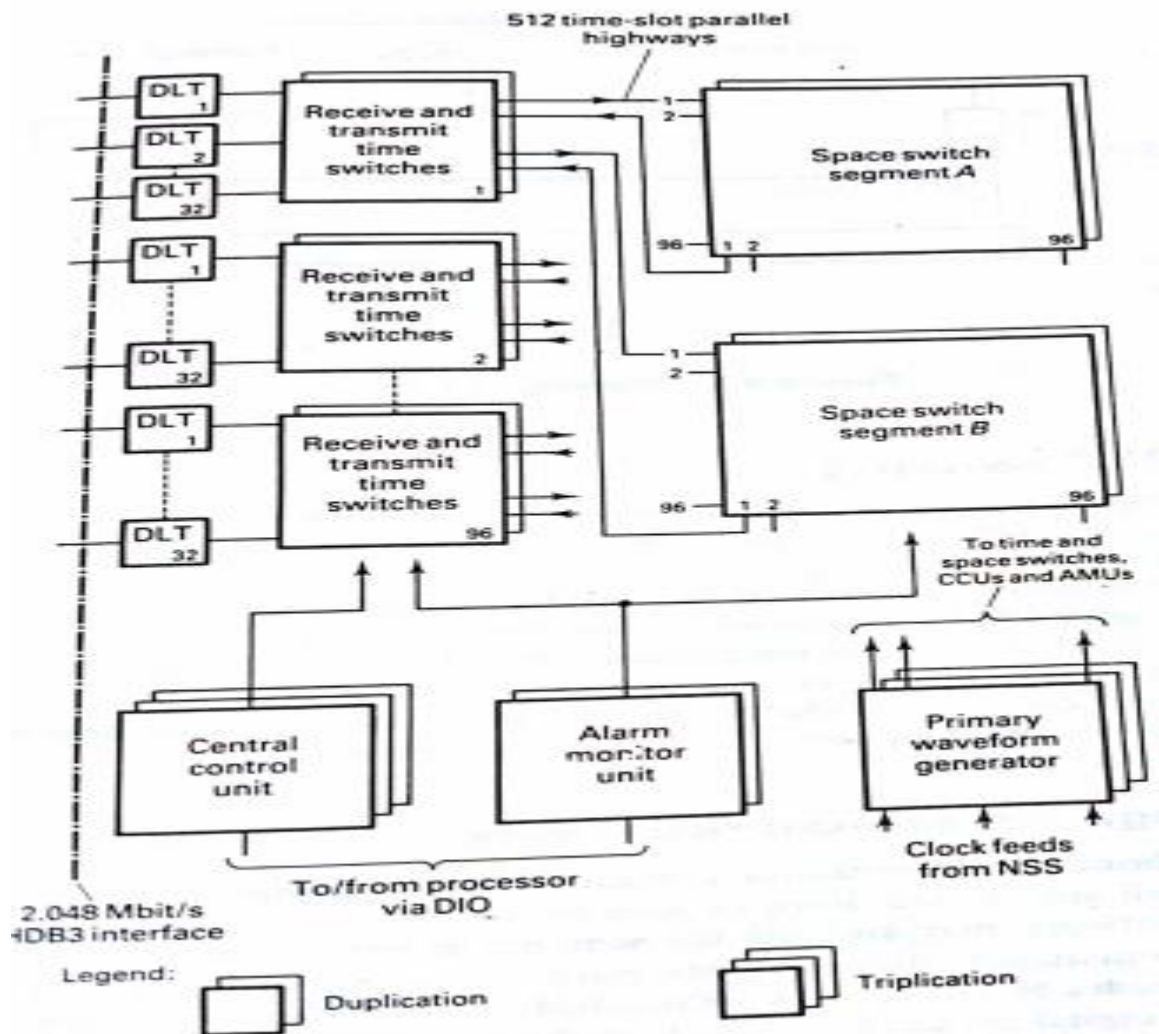 512 time-slot parallel
highways
DLT
1
DLT
2
DLT
32
Receive and
transmit
time
switches
1
1
2
96
1 2
96
Space switch
segment A
DLT
1
DLT
32
Receive and
transmit
time
switches
2
1
2
96
1 2
96
Space switch
segment B
DLT
1
DLT
32
Receive and
transmit
time
switches
96
To time and
space switches,
CCUs and AMUs
Central
control
unit
Alarm
monitor
unit
Primary
waveform
generator
Clock feeds
from NSS
To/from processor
via DIO
2.048 Mbit/s
HDB3 interface
Legend:
Duplication
Triplication